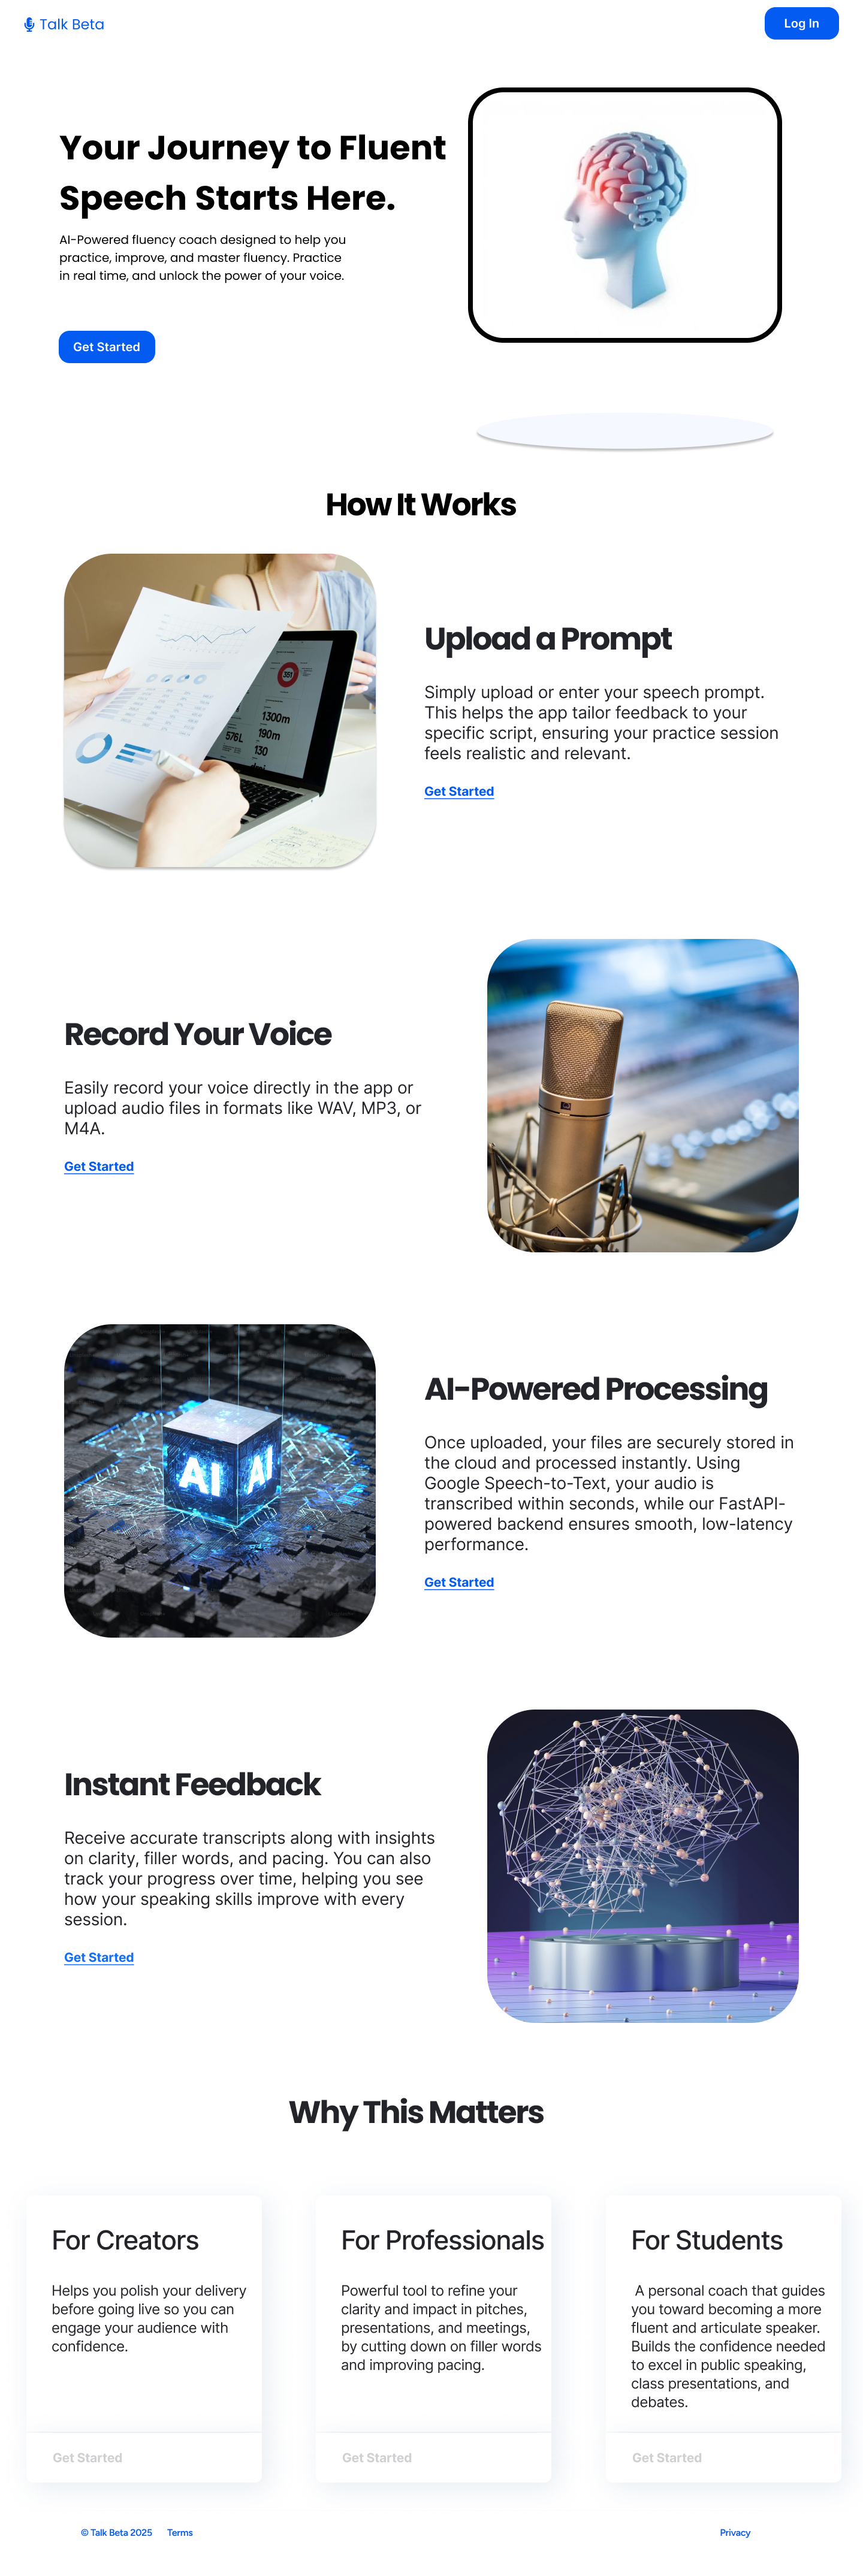 Talk Beta
Log In
Your Journey to Fluent
Speech Starts Here.
AI-Powered fluency coach designed to help you
practice, improve, and master fluency. Practice
in real time, and unlock the power of your voice.
Get Started
How It Works
351
1300m
576L
190m
130
Upload a Prompt
Simply upload or enter your speech prompt.
This helps the app tailor feedback to your
specific script, ensuring your practice session
feels realistic and relevant.
Get Started
Record Your Voice
Easily record your voice directly in the app or
upload audio files in formats like WAV, MP3, or
M4A.
Get Started
AI
AI
AI-Powered Processing
Once uploaded, your files are securely stored in
the cloud and processed instantly. Using
Google Speech-to-Text, your audio is
transcribed within seconds, while our FastAPI-
powered backend ensures smooth, low-latency
performance.
Get Started
Instant Feedback
Receive accurate transcripts along with insights
on clarity, filler words, and pacing. You can also
track your progress over time, helping you see
how your speaking skills improve with every
session.
Get Started
Why This Matters
For Creators
Helps you polish your delivery
before going live so you can
engage your audience with
confidence.
Get Started
For Professionals
Powerful tool to refine your
clarity and impact in pitches,
presentations, and meetings,
by cutting down on filler words
and improving pacing.
Get Started
For Students
A personal coach that guides
you toward becoming a more
fluent and articulate speaker.
Builds the confidence needed
to excel in public speaking,
class presentations, and
debates.
Get Started
© Talk Beta 2025 Terms Privacy